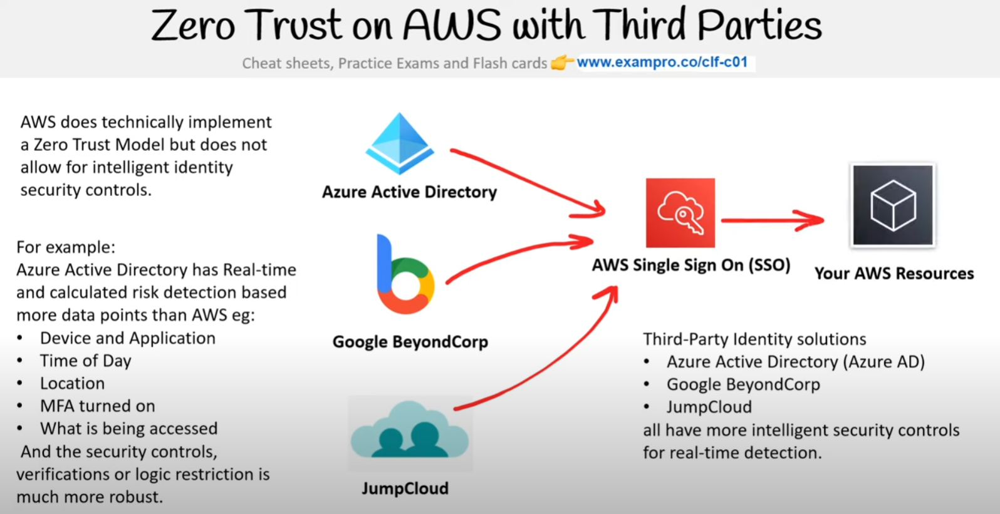 Zero Trust on AWS with Third Parties
Cheat sheets, Practice Exams and Flash cards 👉 www.exampro.co/clf-c01
AWS does technically implement
a Zero Trust Model but does not
allow for intelligent identity
security controls.
For example:
Azure Active Directory has Real-time
and calculated risk detection based
more data points than AWS eg:
• Device and Application
• Time of Day
• Location
• MFA turned on
• What is being accessed
And the security controls,
verifications or logic restriction is
much more robust.
Azure Active Directory
Google BeyondCorp
JumpCloud
AWS Single Sign On (SSO)
Your AWS Resources
Third-Party Identity solutions
• Azure Active Directory (Azure AD)
• Google BeyondCorp
• JumpCloud
all have more intelligent security controls
for real-time detection.